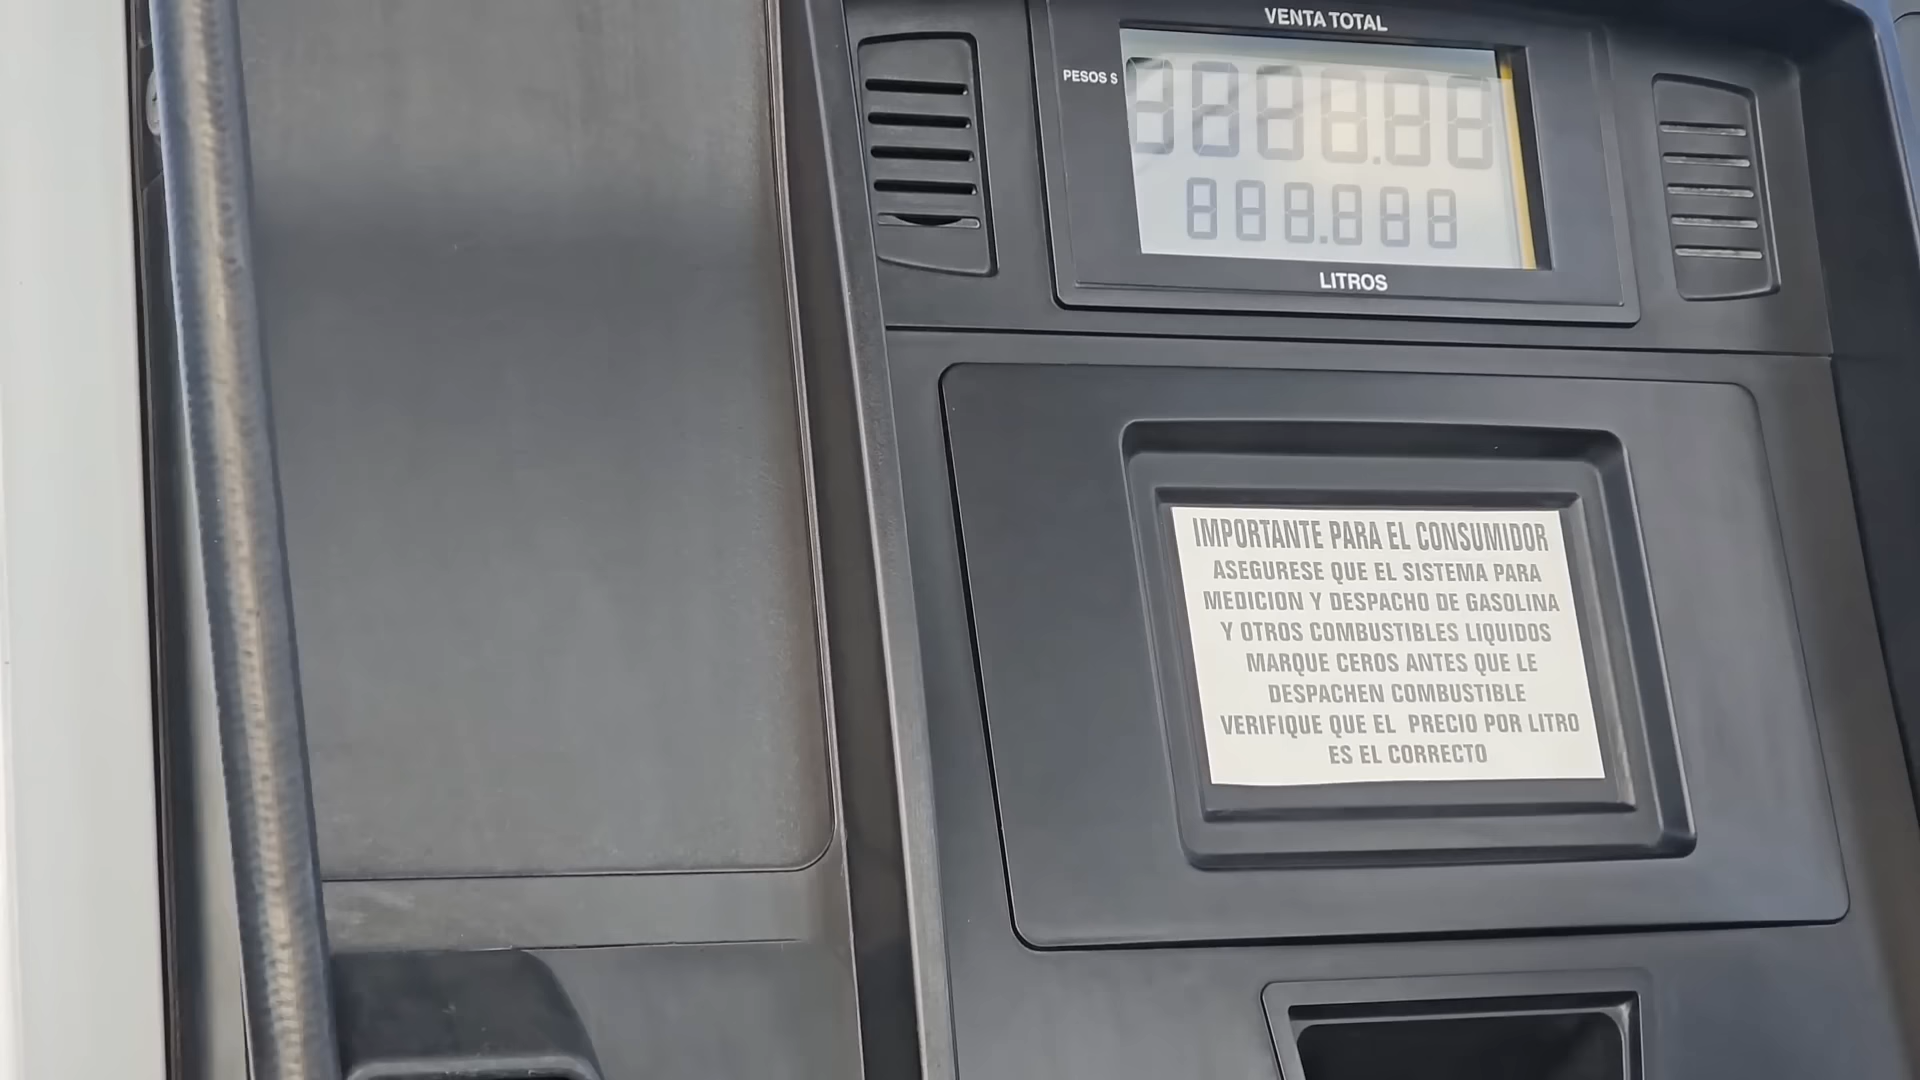 VENTA TOTAL
PESOS $
LITROS
IMPORTANTE PARA EL CONSUMIDOR
ASEGURESE QUE EL SISTEMA PARA
MEDICION Y DESPACHO DE GASOLINA
Y OTROS COMBUSTIBLES LIQUIDOS
MARQUE CEROS ANTES QUE LE
DESPACHEN COMBUSTIBLE
VERIFIQUE QUE EL PRECIO POR LITRO
ES EL CORRECTO